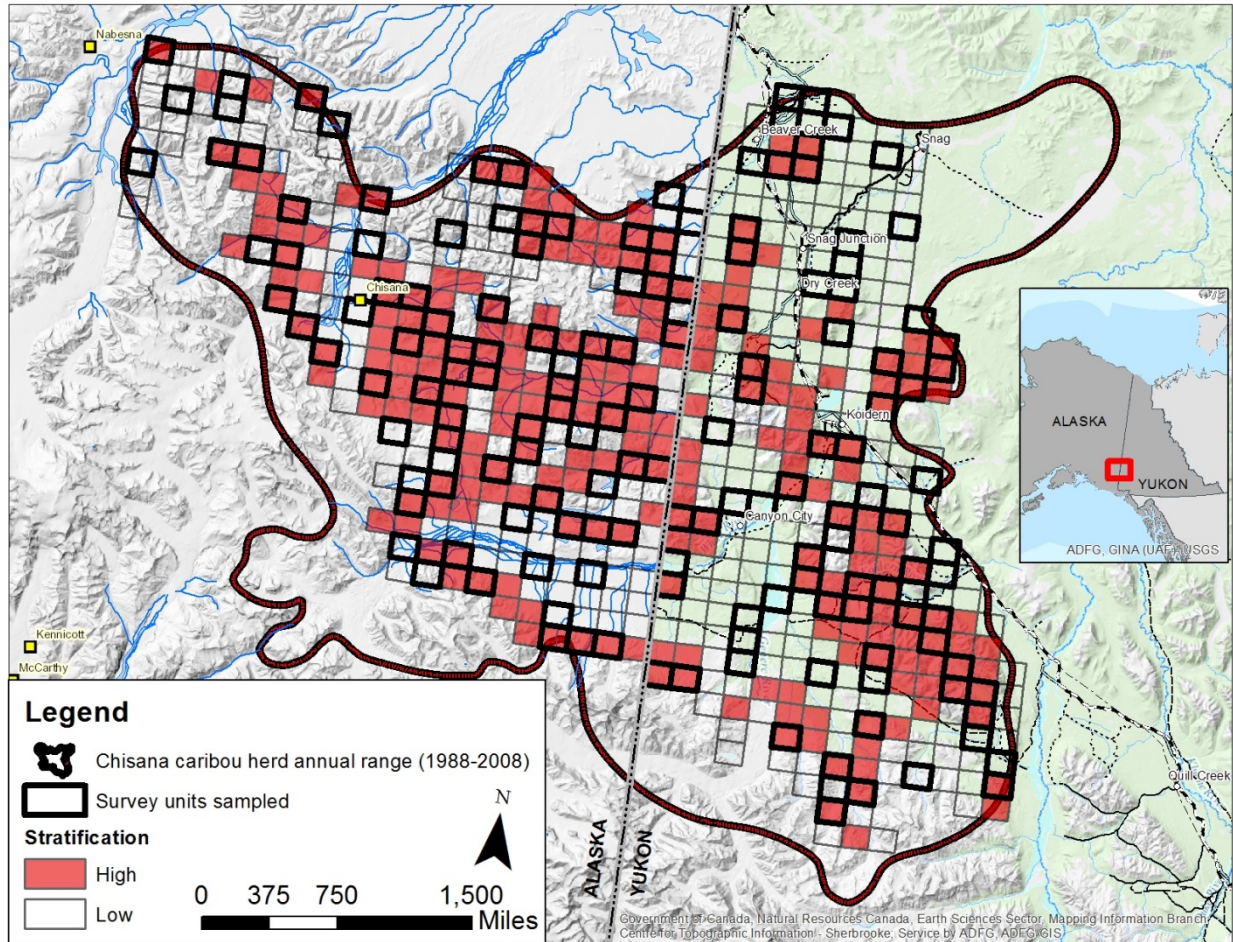 Nabesna
Beaver Creek
Snag
Snag Junction
Dry Creek
Chisana
Koidern
Canyon City
Kennicott
McCarthy
Quill Creek
ALASKA
YUKON
ALASKA
YUKON
ADFG, GINA (UAF), USGS
Legend
Chisana caribou herd annual range (1988-2008)
Survey units sampled
Stratification
High
Low
N
0 375 750 1,500
Miles
Government of Canada, Natural Resources Canada, Earth Sciences Sector, Mapping Information Branch,
Centre for Topographic Information - Sherbrooke; Service by ADFG, ADFG GIS